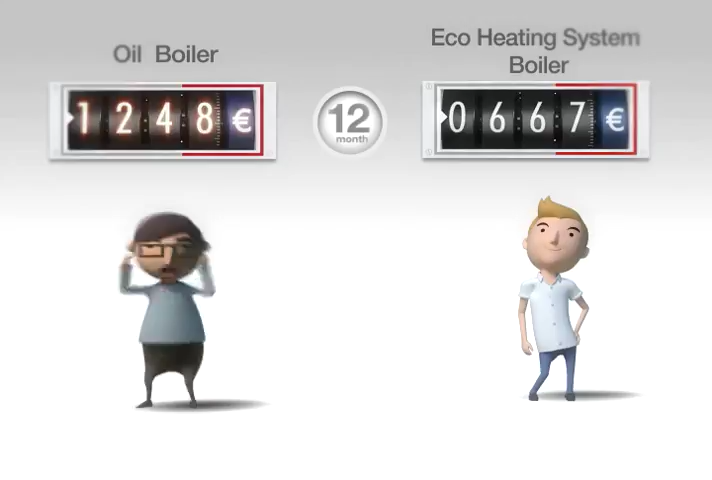 Oil Boiler
1248€
12
month
Eco Heating System
Boiler
0667€